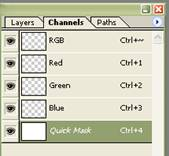 Layers Channels Paths
RGB Ctrl+~
Red Ctrl+1
Green Ctrl+2
Blue Ctrl+3
Quick Mask Ctrl+4